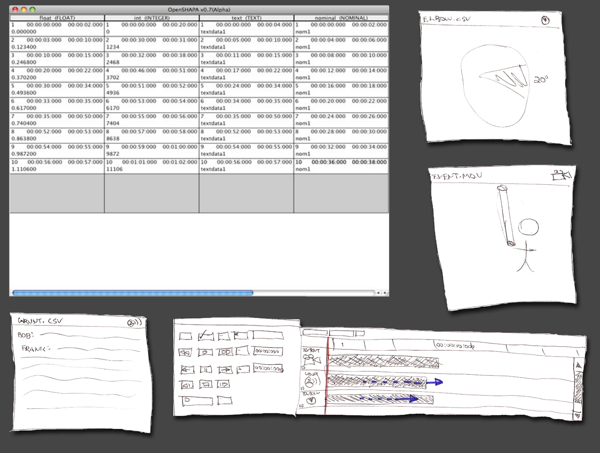 OpenSHAPA v0.7(Alpha)
float (FLOAT) int (INTEGER) text (TEXT) nominal (NOMINAL)
1 00:00:00:000 00:00:02:000 1 00:00:00:000 00:00:20:000 1 00:00:00:000 00:00:04:000 1 00:00:00:000 00:00:02:000
0.000000 0 textdata1 nom1
2 00:00:03:000 00:00:10:000 2 00:00:30:000 00:00:31:000 2 00:00:05:000 00:00:10:000 2 00:00:04:000 00:00:06:000
0.123400 1234 textdata1 nom1
3 00:00:10:000 00:00:15:000 3 00:00:32:000 3 00:00:11:000 00:00:16:000 3 00:00:08:000 00:00:10:000
0.246800 2468 textdata1 nom1
4 00:00:20:000 00:00:22:000 4 00:00:46:000 00:00:51:000 4 00:00:17:000 00:00:22:000 4 00:00:12:000 00:00:14:000
0.370200 3702 textdata1 nom1
5 00:00:30:000 00:00:34:000 5 00:00:51:000 00:00:52:000 5 00:00:24:000 00:00:34:000 5 00:00:16:000 00:00:18:000
0.493600 4936 textdata1 nom1
6 00:00:33:000 00:00:35:000 6 00:00:53:000 00:00:54:000 6 00:00:34:000 00:00:35:000 6 00:00:20:000 00:00:22:000
0.617000 6170 textdata1 nom1
7 00:00:35:000 00:00:50:000 7 00:00:55:000 00:00:56:000 7 00:00:35:000 00:00:50:000 7 00:00:24:000 00:00:26:000
0.740400 7404 textdata1 nom1
8 00:00:52:000 00:00:53:000 8 00:00:57:000 00:00:58:000 8 00:00:52:000 00:00:53:000 8 00:00:28:000 00:00:30:000
0.863800 8638 textdata1 nom1
9 00:00:54:000 00:00:55:000 9 00:00:59:000 00:01:00:000 9 00:00:54:000 00:00:55:000 9 00:00:32:000 00:00:34:000
0.987200 9872 textdata1 nom1
10 00:00:56:000 00:00:57:000 10 00:01:01:000 00:01:02:000 10 00:00:56:000 00:00:57:000 10 00:00:36:000 00:00:38:000
1.110600 11106 textdata1 nom1
ELBOW.CSV
20°
EVENT.MOV
GRUNT.CSV
BOB:
FRANK:
1